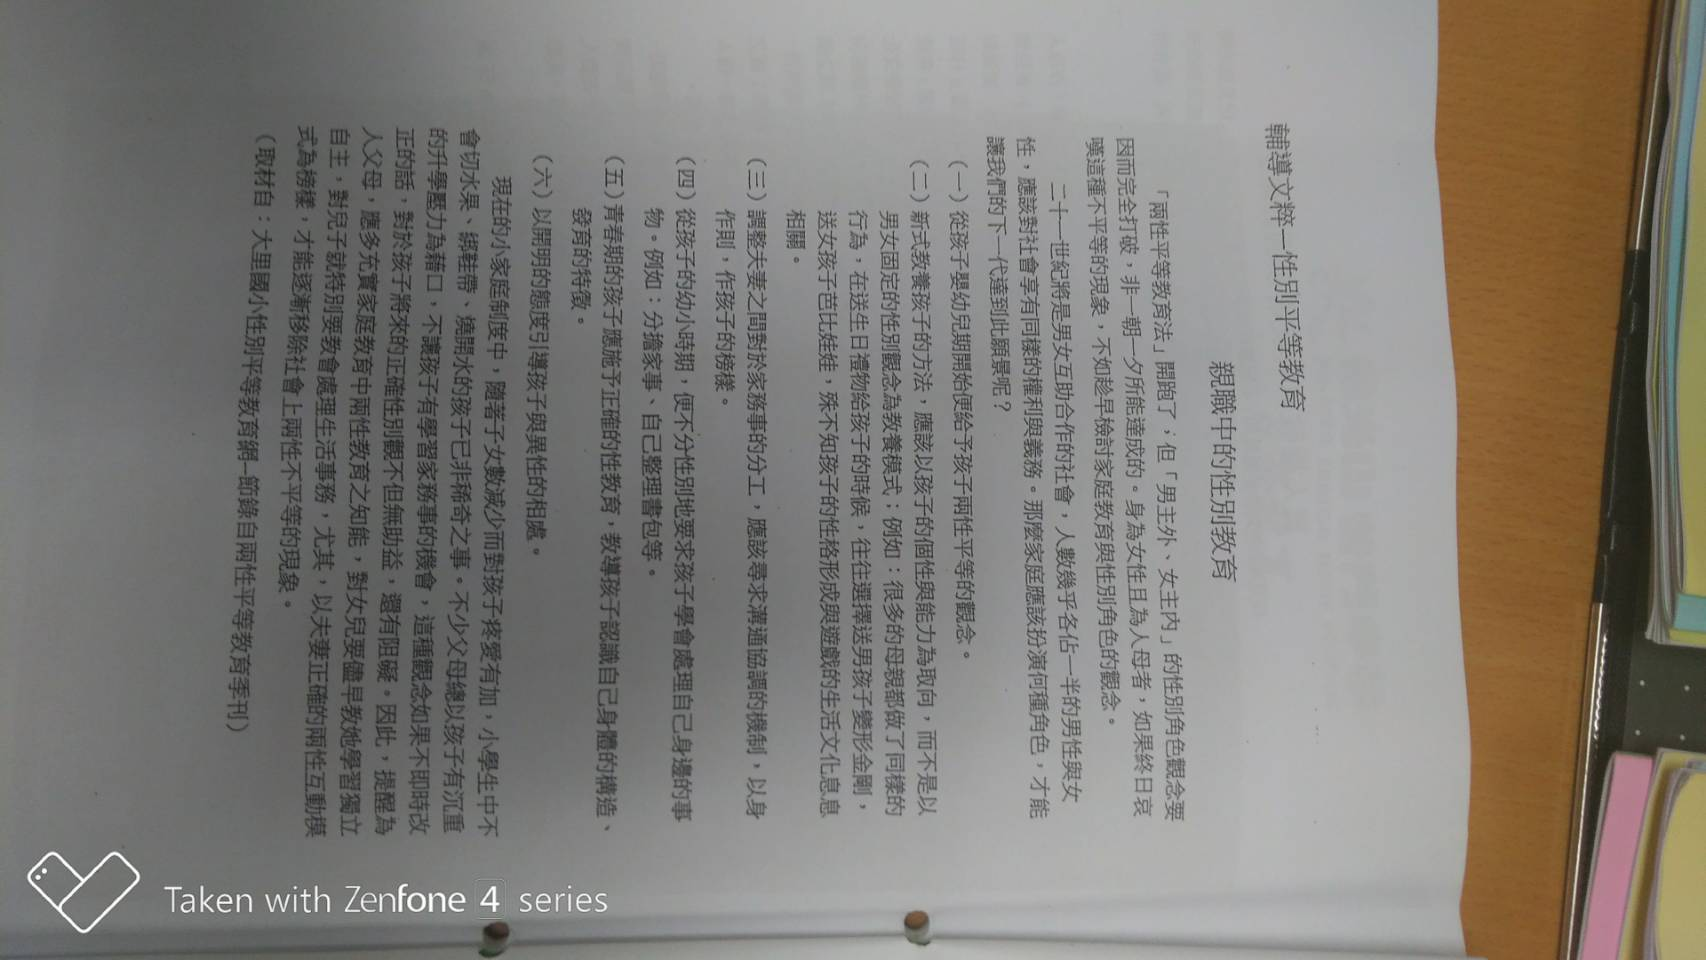 輔導文粹—性別平等教育
親職中的性別教育
「兩性平等教育法」開跑了；但「男主外、女主內」的性別角色觀念要
因而完全打破，非一朝一夕所能達成的。身為女性且為人母者，如果終日哀
嘆這種不平等的現象，不如趁早檢討家庭教育與性別角色的觀念。
二十一世紀將是男女互助合作的社會，人數幾乎各佔一半的男性與女
性，應該對社會享有同樣的權利與義務。那麼家庭應該扮演何種角色，才能
讓我們的下一代達到此願景呢？
（一）從孩子嬰幼兒期開始便給予孩子兩性平等的觀念。
（二）新式教養孩子的方法，應該以孩子的個性與能力為取向，而不是以
男女固定的性別觀念為教養模式；例如：很多的母親都做了同樣的
行為，在送生日禮物給孩子的時候，往往選擇送男孩子變形金剛，
送女孩子芭比娃娃，殊不知孩子的性格形成與遊戲的生活文化息息
相關。
（三）調整夫妻之間對於家務事的分工，應該尋求溝通協調的機制，以身
作則，作孩子的榜樣。
（四）從孩子的幼小時期，便不分性別地要求孩子學會處理自己身邊的事
物。例如：分擔家事、自己整理書包等。
（五）青春期的孩子應施予正確的性教育，教導孩子認識自己身體的構造、
發育的特徵。
（六）以開明的態度引導孩子與異性的相處。
現在的小家庭制度中，隨著子女數減少而對孩子疼愛有加，小學生中不
會切水果、綁鞋帶、燒開水的孩子已非稀奇之事。不少父母總以孩子有沉重
的升學壓力為藉口，不讓孩子有學習家務事的機會，這種觀念如果不即時改
正的話，對於孩子將來的正確性別觀不但無助益，還有阻礙。因此，提醒為
人父母，應多充實家庭教育中兩性教育之知能，對女兒要儘早教她學習獨立
自主，對兒子就特別要教會處理生活事務，尤其，以夫妻正確的兩性互動模
式為榜樣，才能逐漸移除社會上兩性不平等的現象。
（取材自：大里國小性別平等教育網–節錄自兩性平等教育季刊）
Taken with Zenfone 4 series